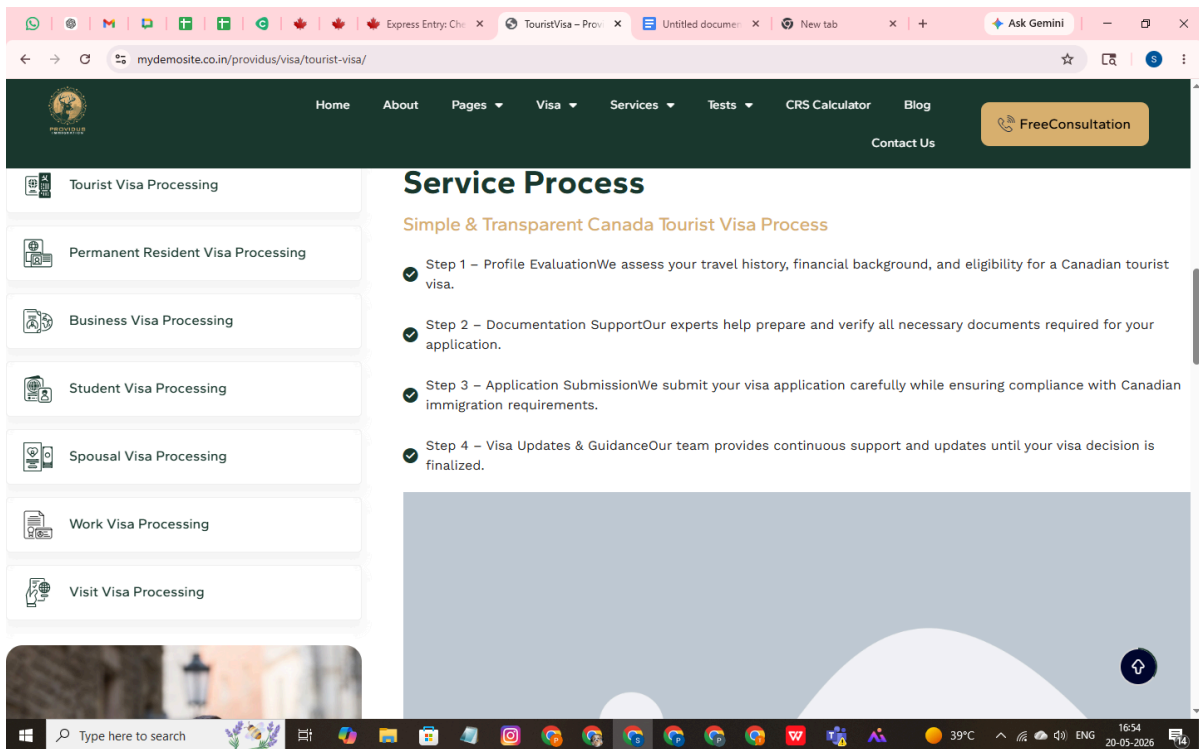 Express Entry: Che
TouristVisa – Prov
Untitled documen
New tab
Ask Gemini
mydemosite.co.in/providus/visa/tourist-visa/
S
PROVIDUS
IMMIGRATION
Home About Pages Visa Services Tests CRS Calculator Blog
Contact Us
FreeConsultation
Tourist Visa Processing
Permanent Resident Visa Processing
Business Visa Processing
Student Visa Processing
Spousal Visa Processing
Work Visa Processing
Visit Visa Processing
Service Process
Simple & Transparent Canada Tourist Visa Process
Step 1 – Profile EvaluationWe assess your travel history, financial background, and eligibility for a Canadian tourist
visa.
Step 2 – Documentation SupportOur experts help prepare and verify all necessary documents required for your
application.
Step 3 – Application SubmissionWe submit your visa application carefully while ensuring compliance with Canadian
immigration requirements.
Step 4 – Visa Updates & GuidanceOur team provides continuous support and updates until your visa decision is
finalized.
Type here to search
39°C
ENG
16:54
20-05-2026
14